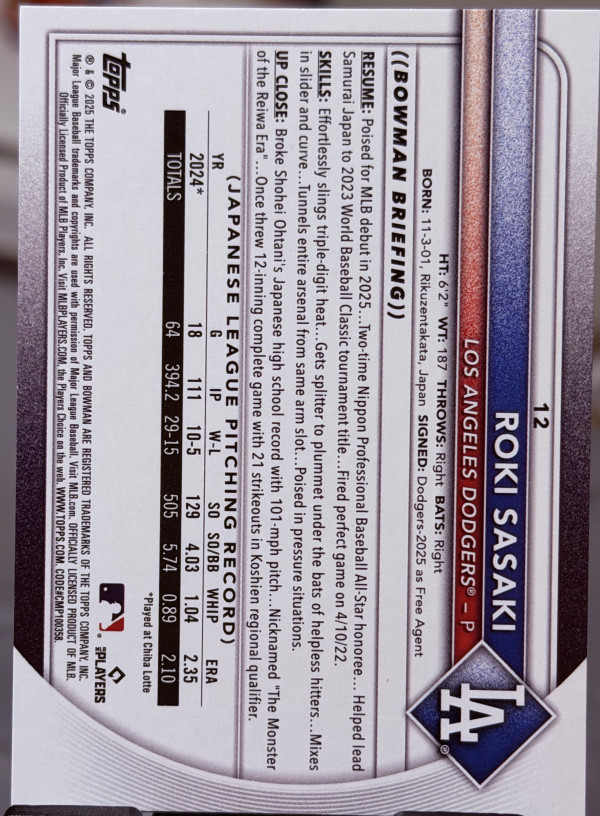 12
ROKI SASAKI
LOS ANGELES DODGERS® – P
LA®
HT: 6'2" WT: 187 THROWS: Right BATS: Right
BORN: 11-3-01, Rikuzentakata, Japan SIGNED: Dodgers-2025 as Free Agent
((BOWMAN BRIEFING))
RESUME: Poised for MLB debut in 2025...Two-time Nippon Professional Baseball All-Star honoree... Helped lead
Samurai Japan to 2023 World Baseball Classic tournament title...Fired perfect game on 4/10/22.
SKILLS: Effortlessly slings triple-digit heat...Gets splitter to plummet under the bats of helpless hitters...Mixes
in slider and curve...Tunnels entire arsenal from same arm slot...Poised in pressure situations.
UP CLOSE: Broke Shohei Ohtani's Japanese high school record with 101-mph pitch...Nicknamed "The Monster
of the Reiwa Era"...Once threw 12-inning complete game with 21 strikeouts in Koshien regional qualifier.
(JAPANESE LEAGUE PITCHING RECORD)
YR G IP W-L SO SO/BB WHIP ERA
2024* 18 111 10-5 129 4.03 1.04 2.35
TOTALS 64 394.2 29-15 505 5.74 0.89 2.10
*Played at Chiba Lotte
topps®
® & © 2025 THE TOPPS COMPANY, INC. ALL RIGHTS RESERVED. TOPPS AND BOWMAN ARE REGISTERED TRADEMARKS OF THE TOPPS COMPANY, INC.
Major League Baseball trademarks and copyrights are used with permission of Major League Baseball. Visit MLB.com. OFFICIALLY LICENSED PRODUCT OF MLB.
Officially Licensed Product of MLB Players, Inc. Visit MLBPLAYERS.COM, the Players Choice on the web. WWW.TOPPS.COM. CODE#CMP100358
MLB PLAYERS